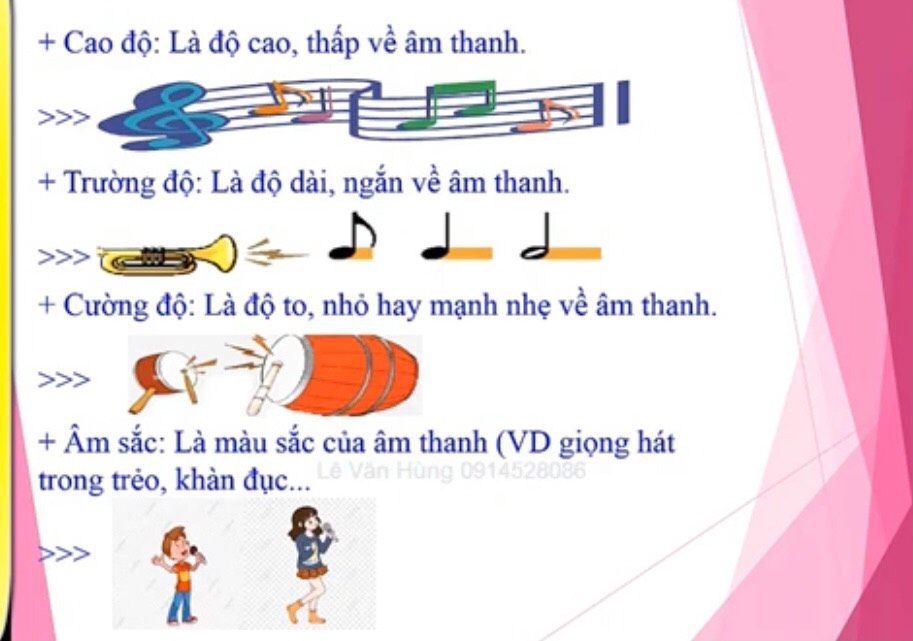 + Cao độ: Là độ cao, thấp về âm thanh.
>>>
+ Trường độ: Là độ dài, ngắn về âm thanh.
>>>
+ Cường độ: Là độ to, nhỏ hay mạnh nhẹ về âm thanh.
>>>
+ Âm sắc: Là màu sắc của âm thanh (VD giọng hát
trong trẻo, khàn đục...
Lê Văn Hùng 0914528086
>>>